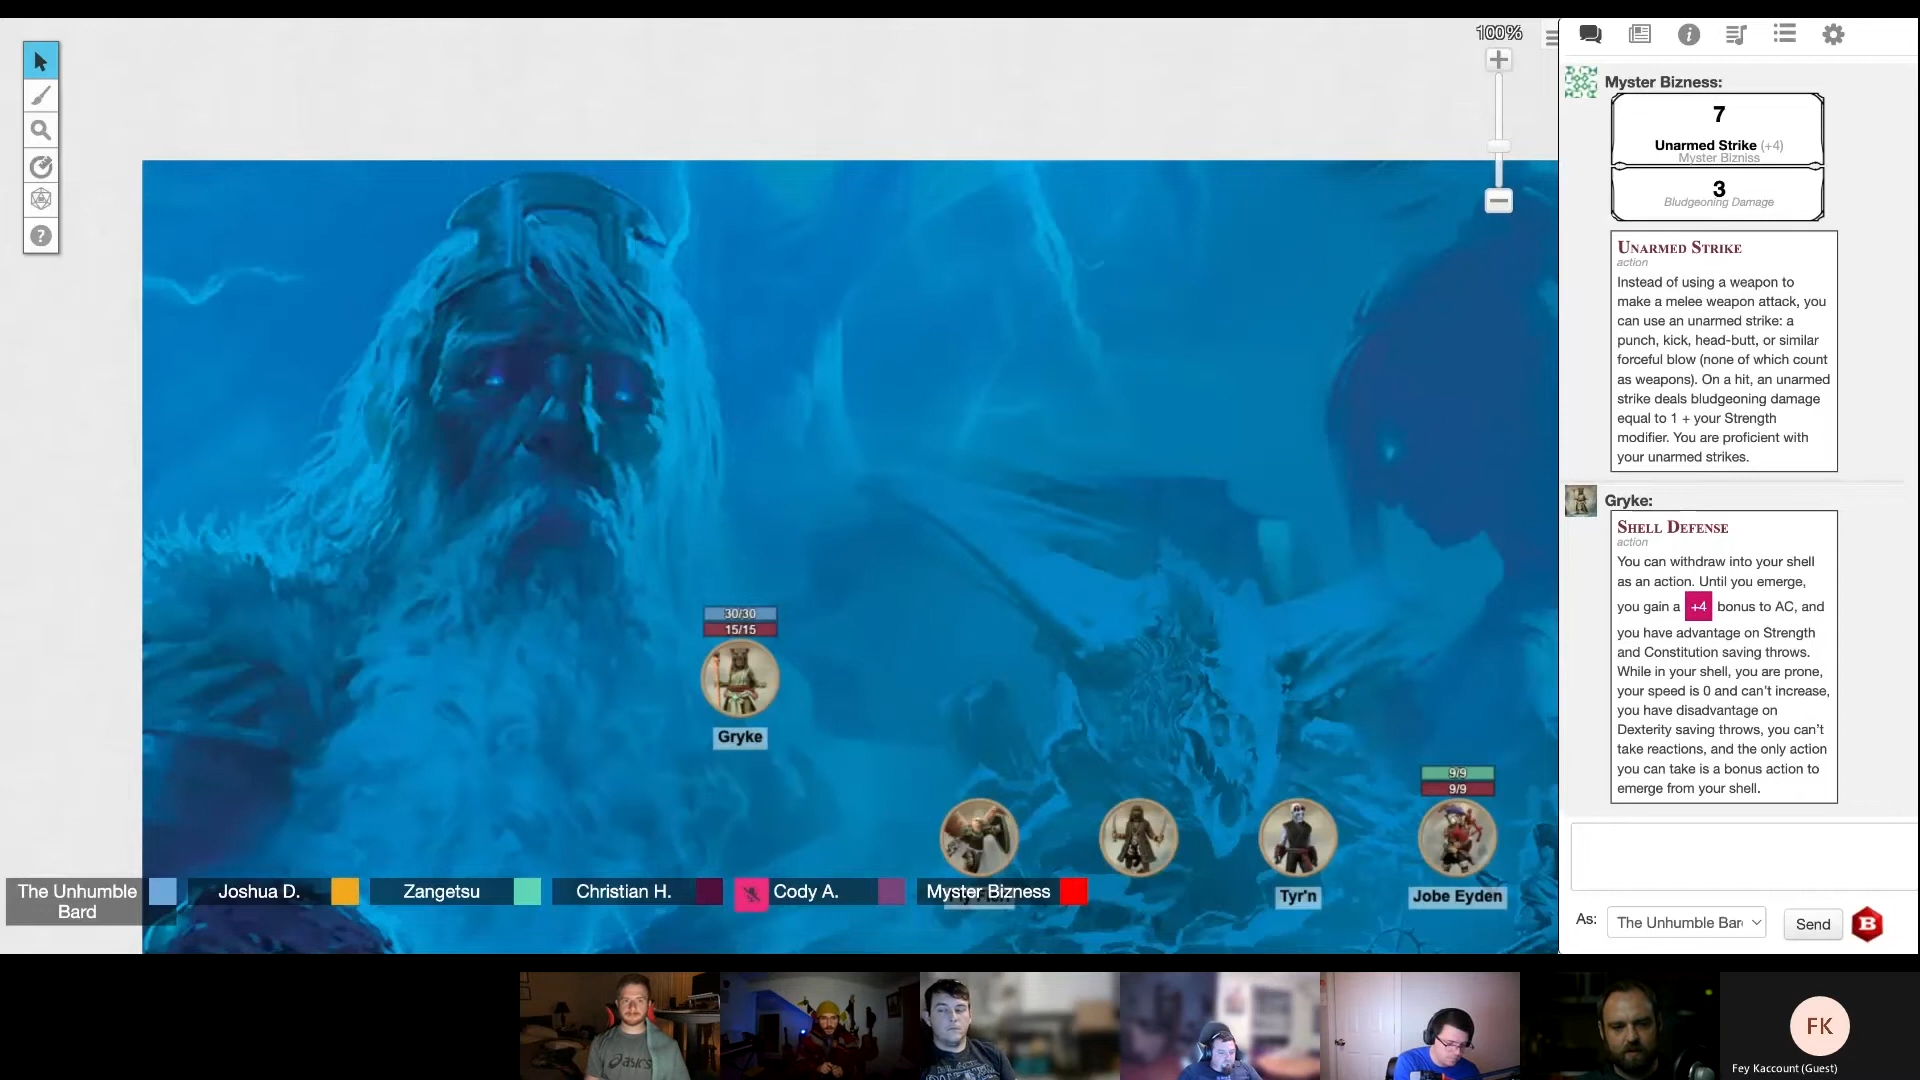 100%
Myster Bizness:
7
Unarmed Strike (+4)
Myster Bizniss
3
Bludgeoning Damage
Unarmed Strike
action
Instead of using a weapon to
make a melee weapon attack, you
can use an unarmed strike: a
punch, kick, head-butt, or similar
forceful blow (none of which count
as weapons). On a hit, an unarmed
strike deals bludgeoning damage
equal to 1 + your Strength
modifier. You are proficient with
your unarmed strikes.
Gryke:
Shell Defense
action
You can withdraw into your shell
as an action. Until you emerge,
you gain a +4 bonus to AC, and
you have advantage on Strength
and Constitution saving throws.
While in your shell, you are prone,
your speed is 0 and can't increase,
you have disadvantage on
Dexterity saving throws, you can't
take reactions, and the only action
you can take is a bonus action to
emerge from your shell.
30/30
15/15
Gryke
9/9
9/9
Tyr'n
Jobe Eyden
The Unhumble
Bard
Joshua D.
Zangetsu
Christian H.
Cody A.
Myster Bizness
As:
The Unhumble Bar
Send
B
asics
FK
Fey Kaccount (Guest)